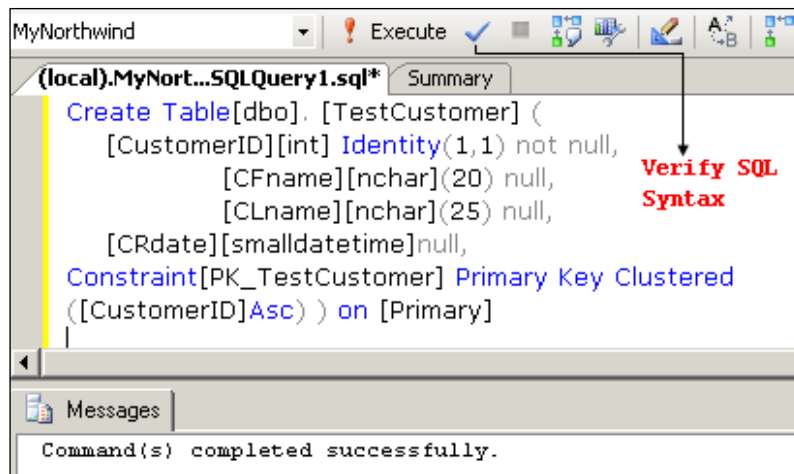 MyNorthwind
Execute
(local).MyNort...SQLQuery1.sql*
Summary
Create Table[dbo]. [TestCustomer] (
[CustomerID][int] Identity(1,1) not null,
[CFname][nchar](20) null,
[CLname][nchar](25) null,
[CRdate][smalldatetime]null,
Constraint[PK_TestCustomer] Primary Key Clustered
([CustomerID]Asc) ) on [Primary]
Verify SQL
Syntax
Messages
Command(s) completed successfully.